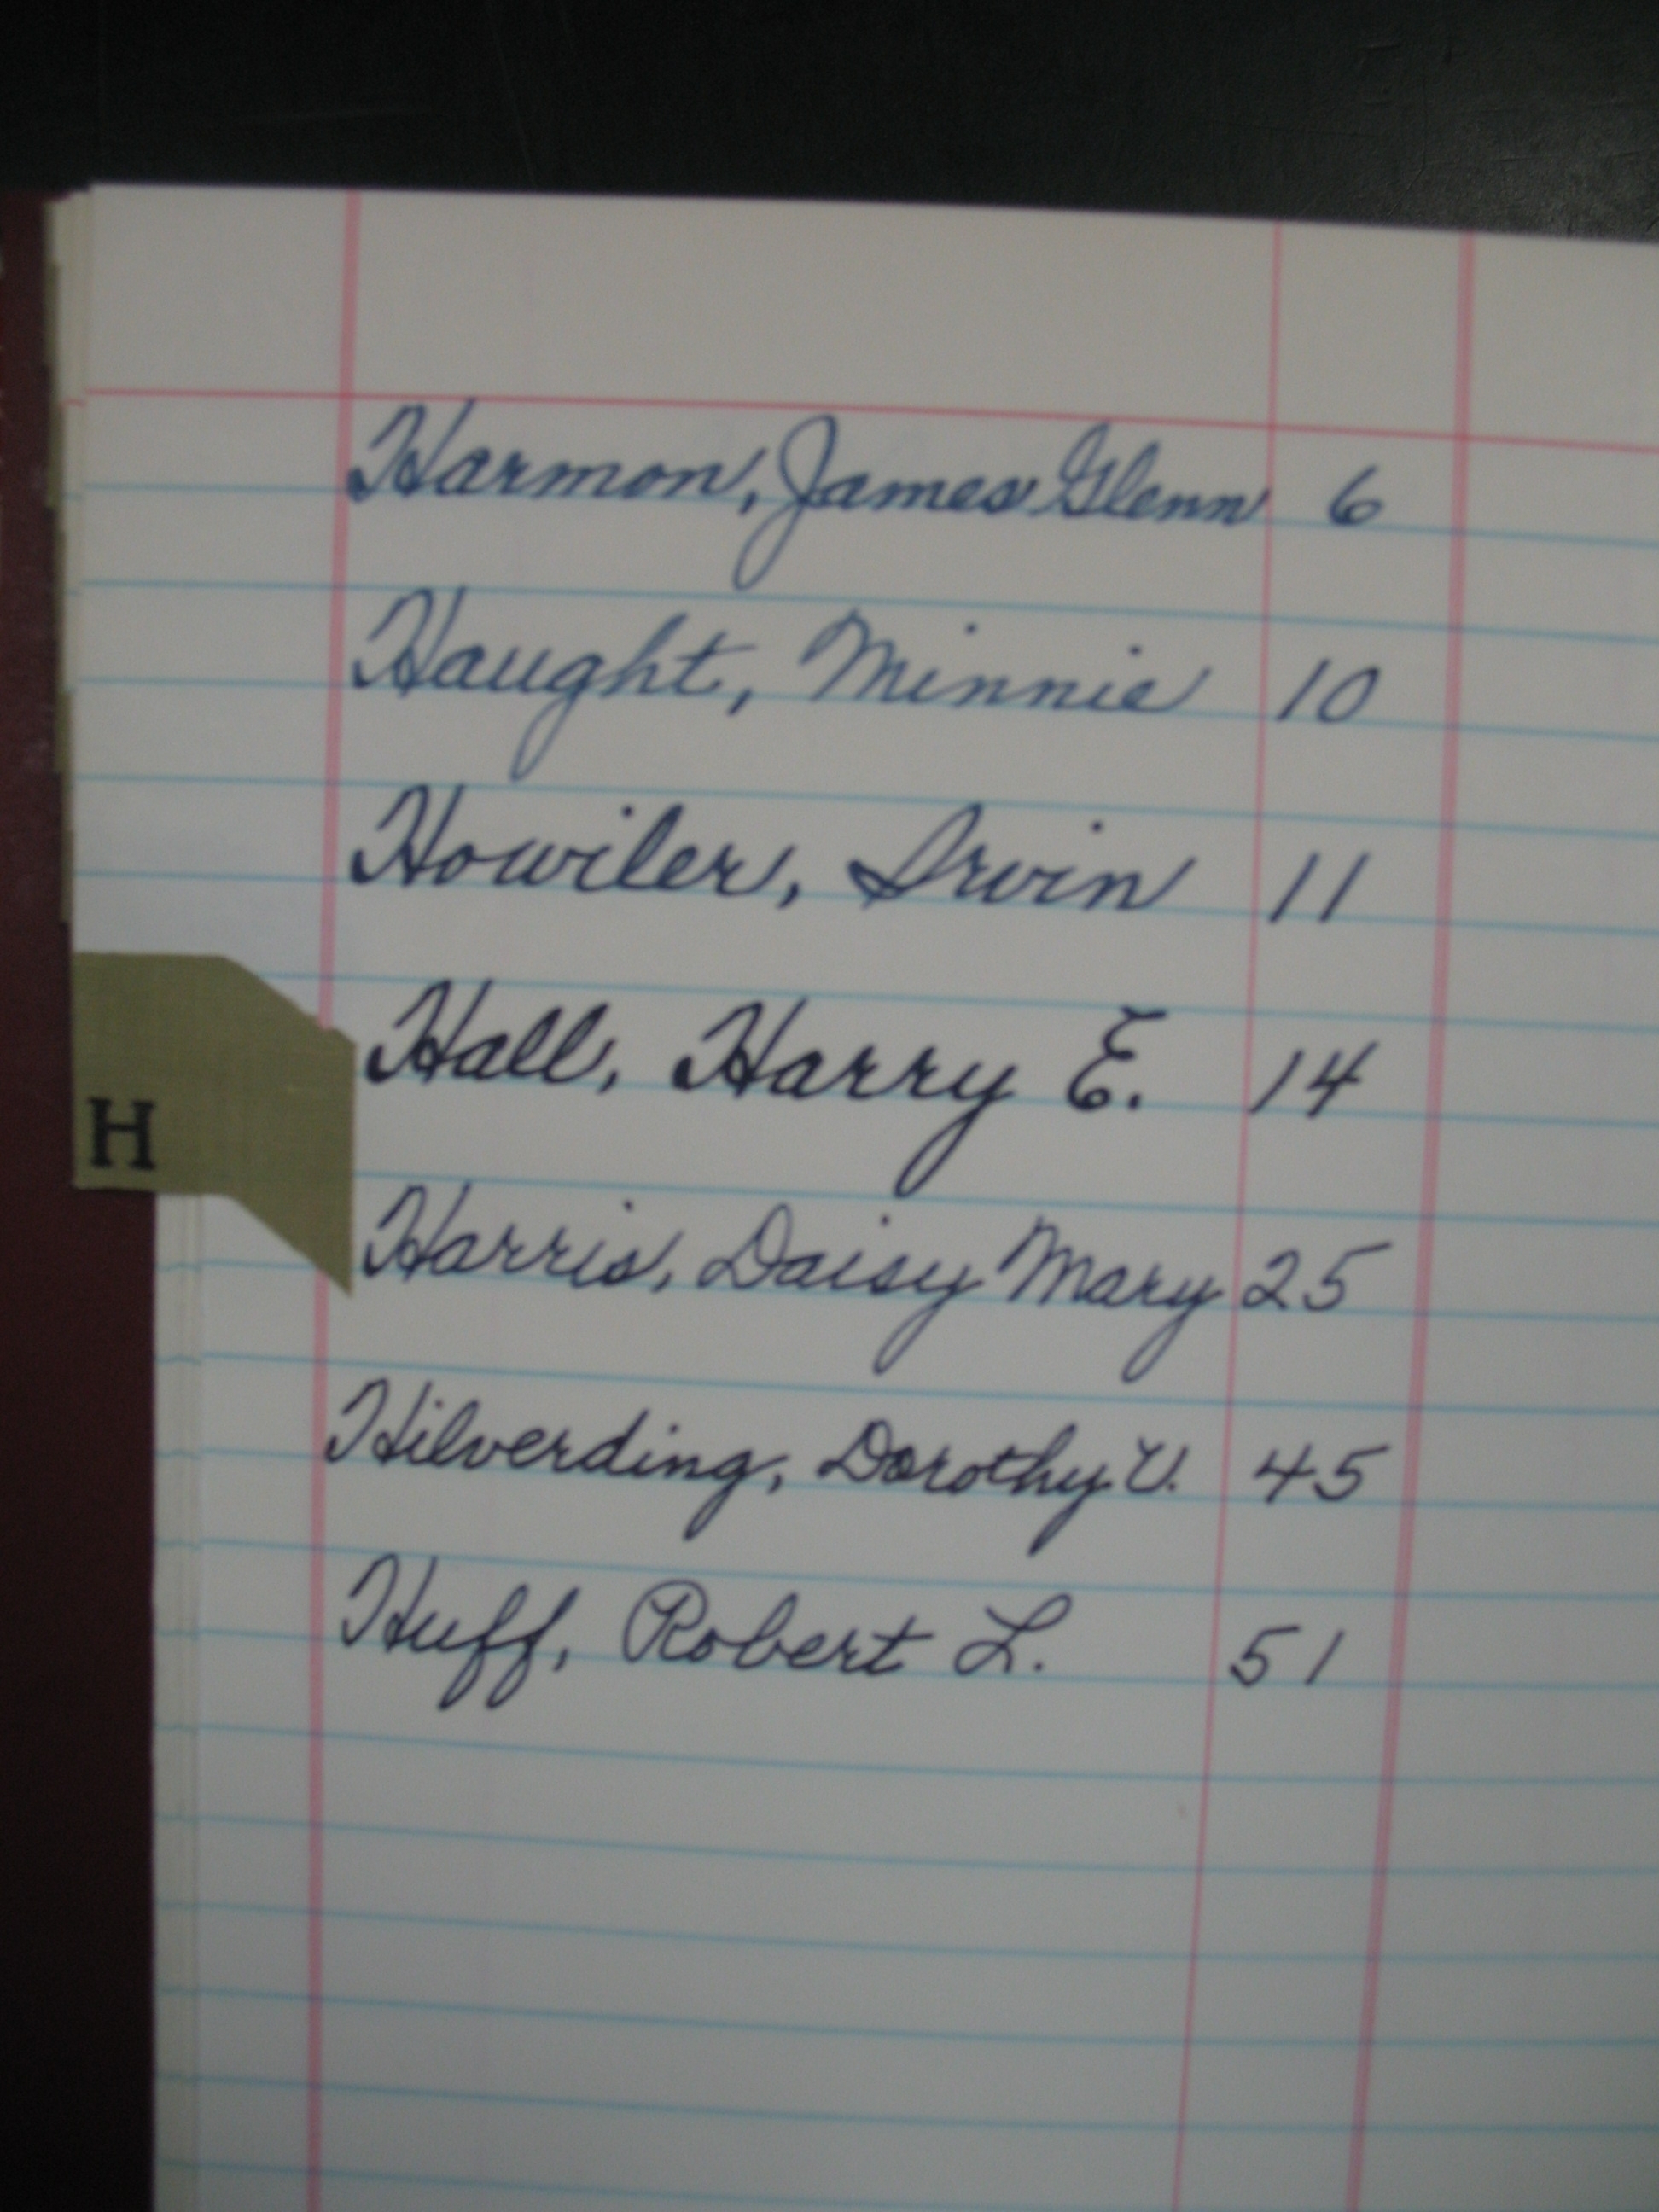 Harmon, James Glenn 6
Haught, Minnie 10
Howiler, Irvin 11
Hall, Harry E. 14
H
Harris, Daisy Mary 25
Hilverding, Dorothy V. 45
Huff, Robert L. 51